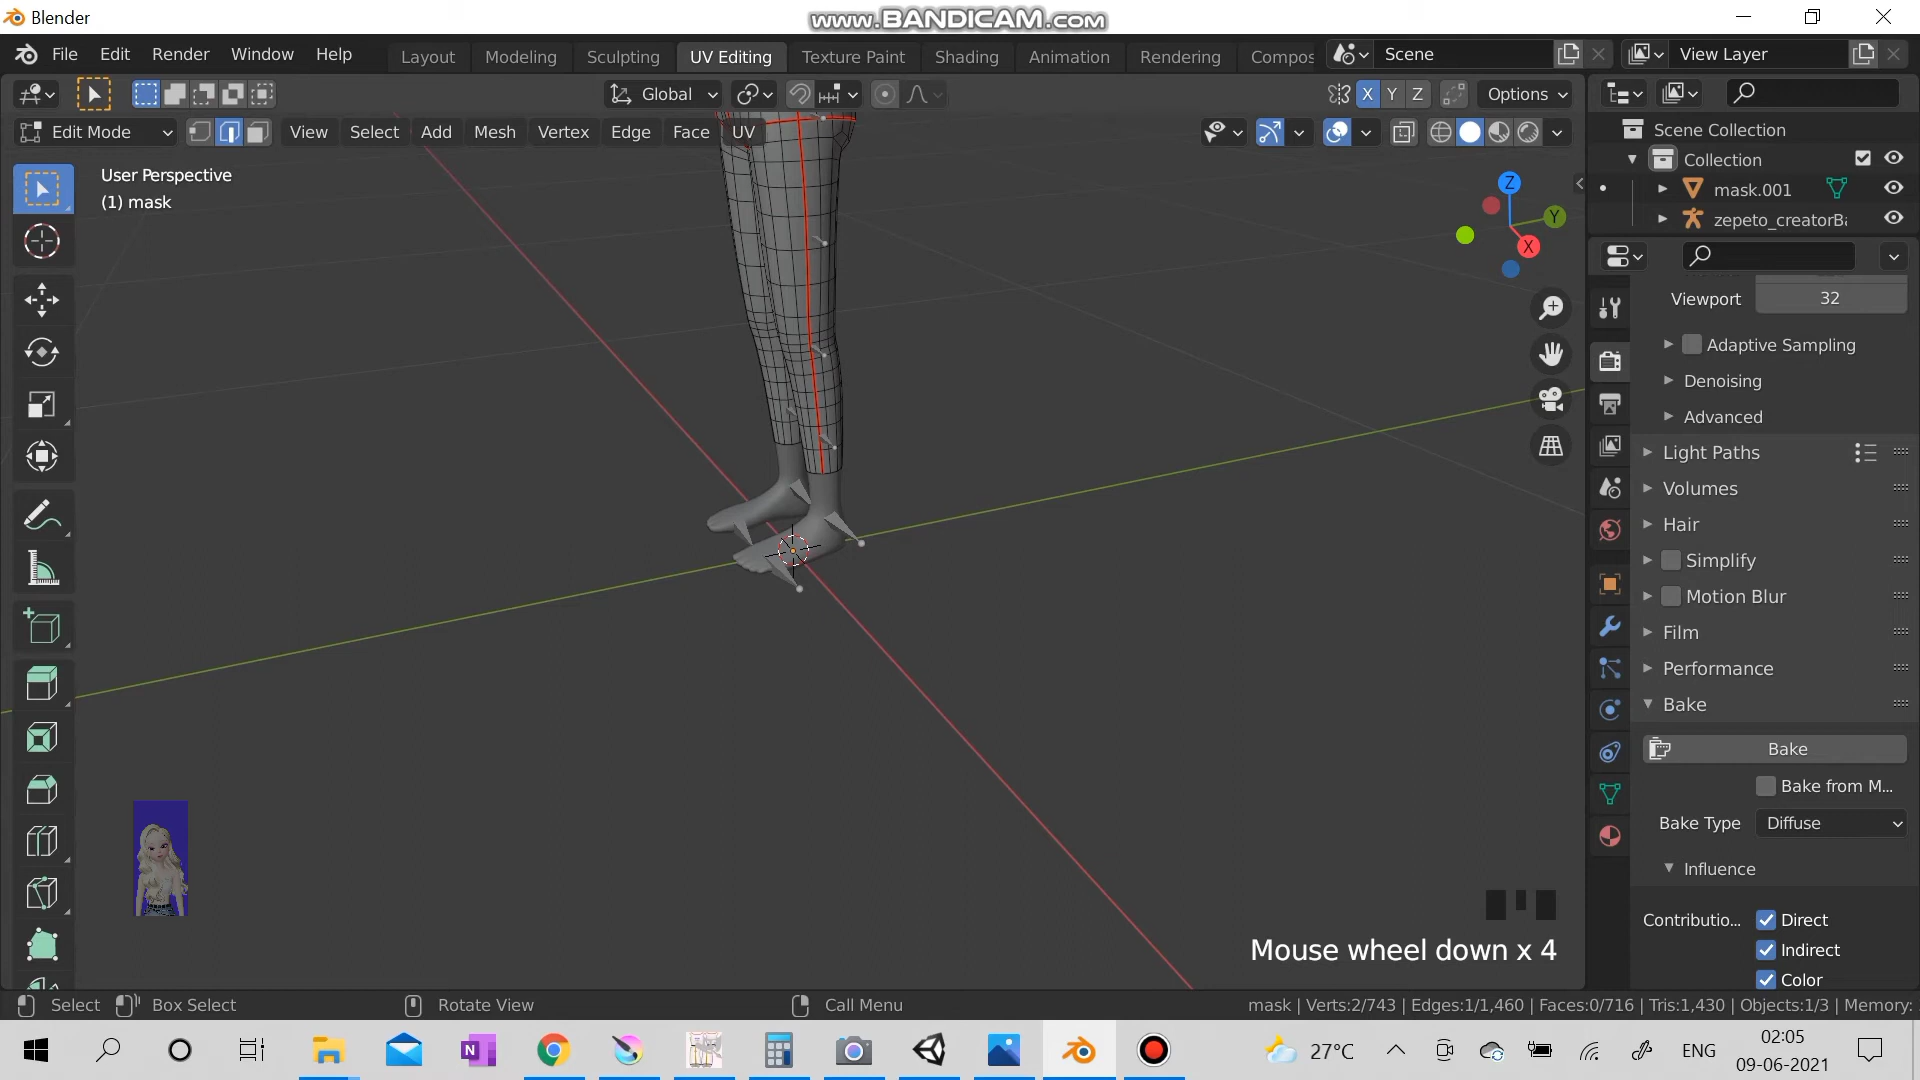 Blender
www.BANDICAM.com
File Edit Render Window Help
Layout Modeling Sculpting UV Editing Texture Paint Shading Animation Rendering Compos
Scene
View Layer
Global
X Y Z
Options
Edit Mode
View Select Add Mesh Vertex Edge Face UV
User Perspective
(1) mask
Z
Y
X
Scene Collection
Collection
mask.001
zepeto_creatorBa
Viewport 32
Adaptive Sampling
Denoising
Advanced
Light Paths
Volumes
Hair
Simplify
Motion Blur
Film
Performance
Bake
Bake
Bake from M...
Bake Type Diffuse
Influence
Contributio... Direct
Indirect
Color
Mouse wheel down x 4
Select Box Select Rotate View Call Menu
mask | Verts:2/743 | Edges:1/1,460 | Faces:0/716 | Tris:1,430 | Objects:1/3 | Memory:
N
27°C
ENG
02:05
09-06-2021